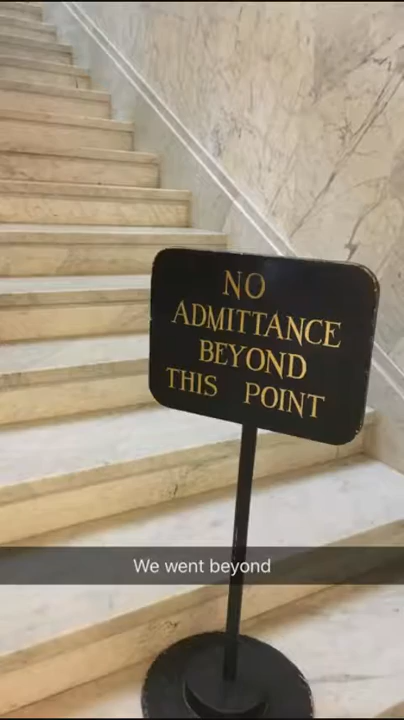 NO
ADMITTANCE
BEYOND
THIS POINT
We went beyond